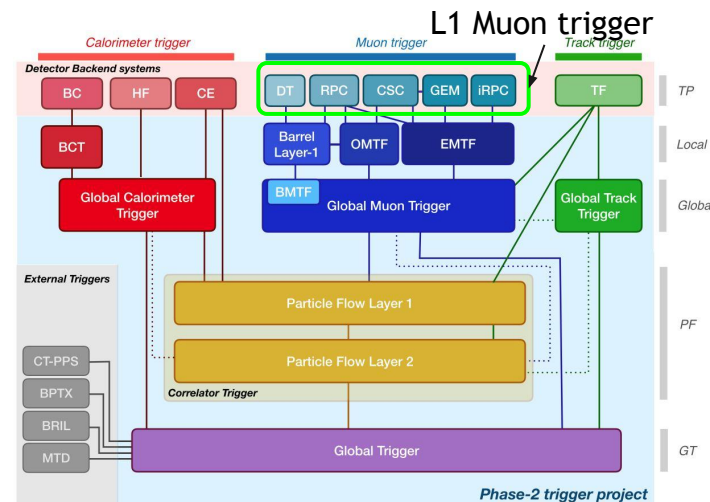 L1 Muon trigger
Calorimeter trigger
Muon trigger
Track trigger
Detector Backend systems
BC
HF
CE
DT
RPC
CSC
GEM
iRPC
TF
TP
BCT
Barrel
Layer-1
OMTF
EMTF
Local
Global Calorimeter
Trigger
BMTF
Global Muon Trigger
Global Track
Trigger
Global
External Triggers
Particle Flow Layer 1
PF
Particle Flow Layer 2
CT-PPS
BPTX
BRIL
MTD
Correlator Trigger
Global Trigger
GT
Phase-2 trigger project